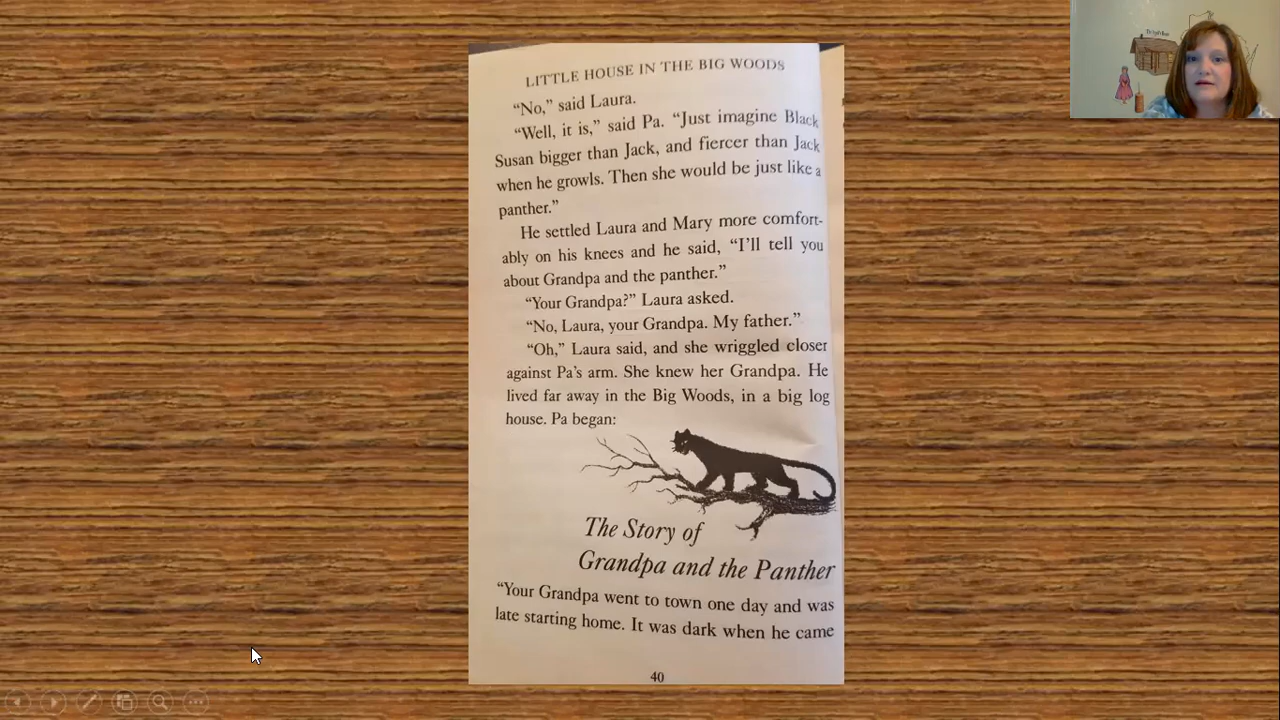 LITTLE HOUSE IN THE BIG WOODS
“No,” said Laura.
“Well, it is,” said Pa. “Just imagine Black
Susan bigger than Jack, and fiercer than Jack
when he growls. Then she would be just like a
panther.”
He settled Laura and Mary more comfort-
ably on his knees and he said, “I’ll tell you
about Grandpa and the panther.”
“Your Grandpa?” Laura asked.
“No, Laura, your Grandpa. My father.”
“Oh,” Laura said, and she wriggled closer
against Pa’s arm. She knew her Grandpa. He
lived far away in the Big Woods, in a big log
house. Pa began:
The Story of
Grandpa and the Panther
“Your Grandpa went to town one day and was
late starting home. It was dark when he came
40